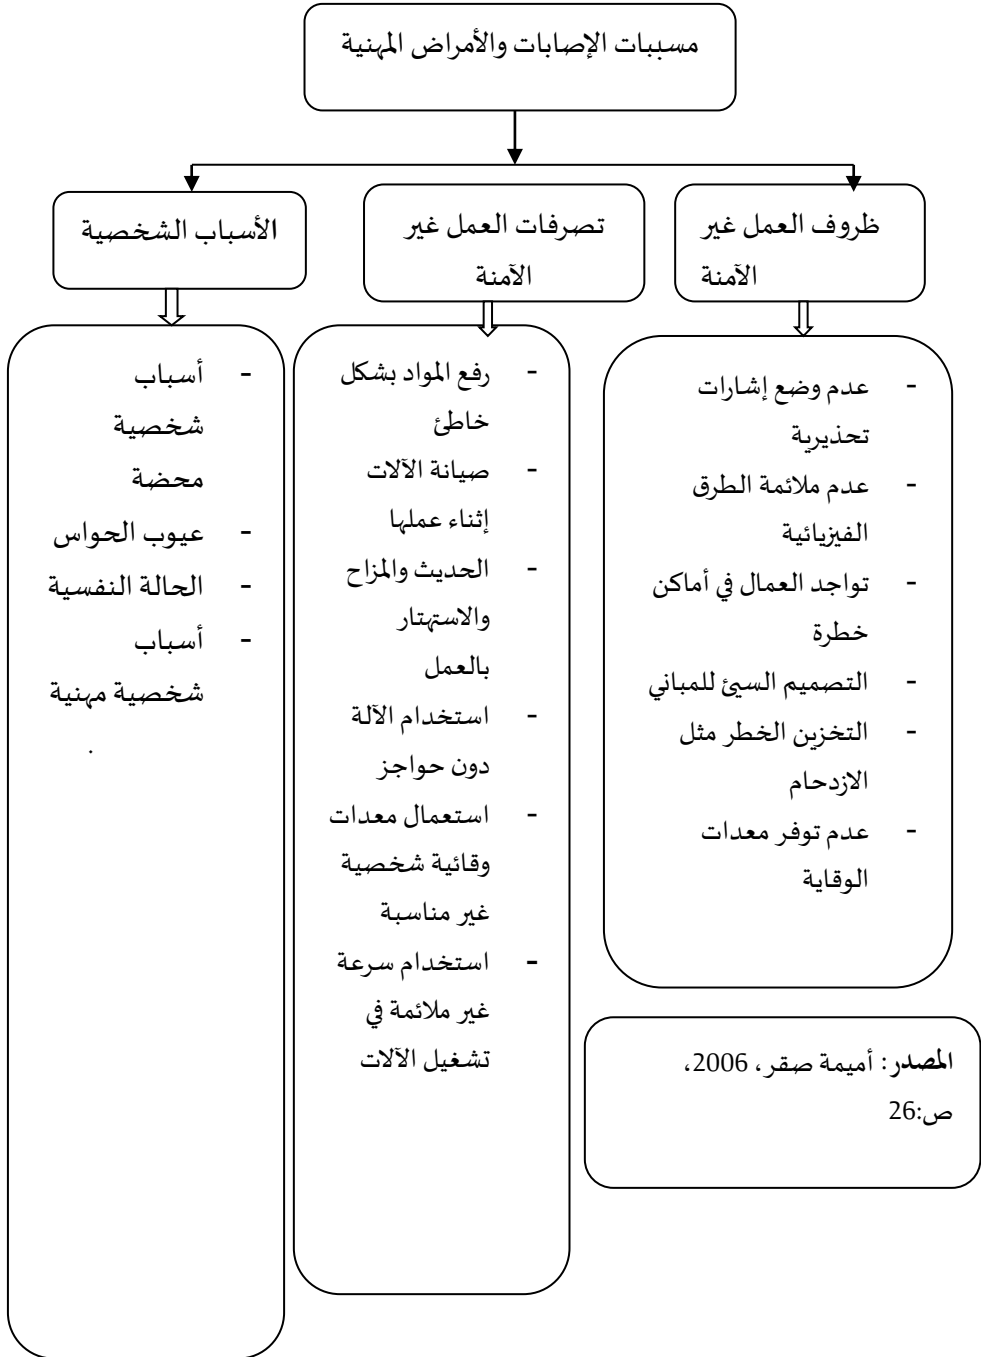 مسببات الإصابات والأمراض المهنية
ظروف العمل غير
الآمنة
تصرفات العمل غير
الآمنة
الأسباب الشخصية
- عدم وضع إشارات
تحذيرية
- عدم ملائمة الطرق
الفيزيائية
- تواجد العمال في أماكن
خطرة
- التصميم السيئ للمباني
- التخزين الخطر مثل
الازدحام
- عدم توفر معدات
الوقاية
- رفع المواد بشكل
خاطئ
- صيانة الآلات
إثناء عملها
- الحديث والمزاح
والاستهتار
بالعمل
- استخدام الآلة
دون حواجز
- استعمال معدات
وقائية شخصية
غير مناسبة
- استخدام سرعة
غير ملائمة في
تشغيل الآلات
- أسباب
شخصية
محضة
- عيوب الحواس
- الحالة النفسية
- أسباب
شخصية مهنية
.
المصدر: أميمة صقر، 2006،
ص:26